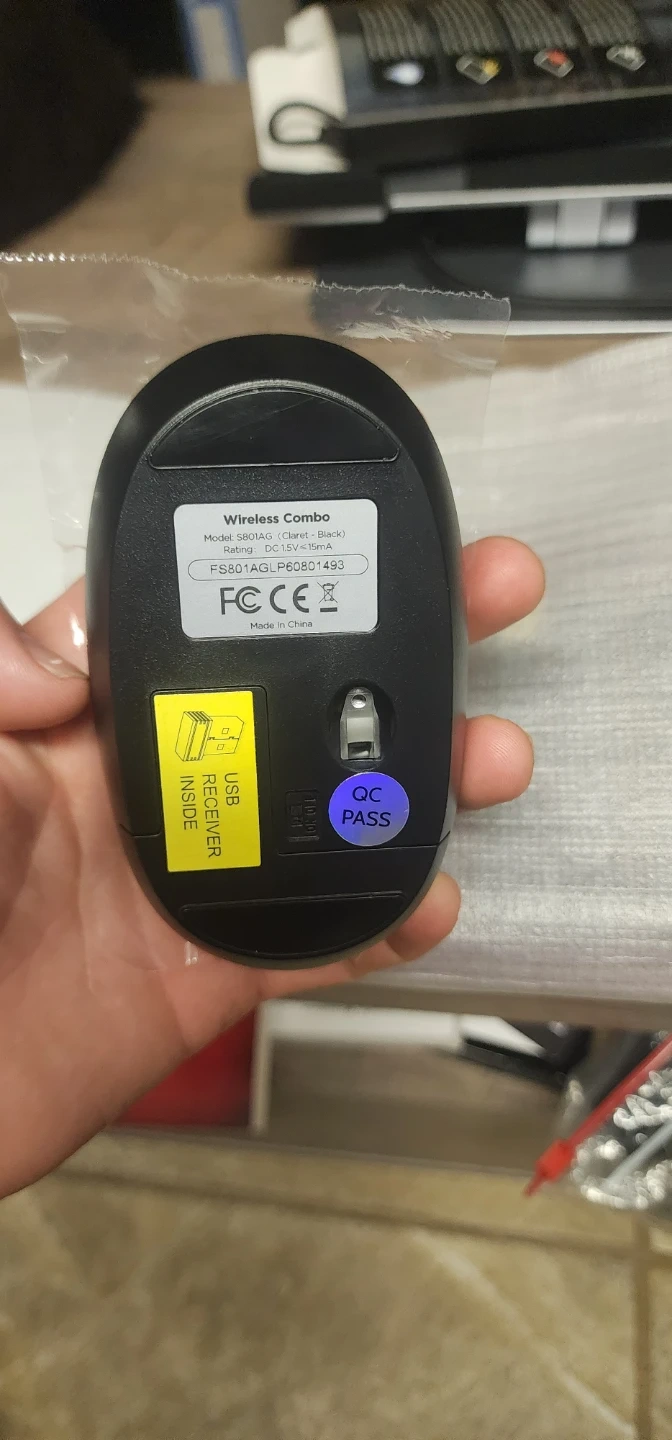 Wireless Combo
Model: S801AG (Claret - Black)
Rating: DC 1.5V≤15mA
FS801AGLP60801493
FC CE
Made in China
USB
RECEIVER
INSIDE
QC
PASS